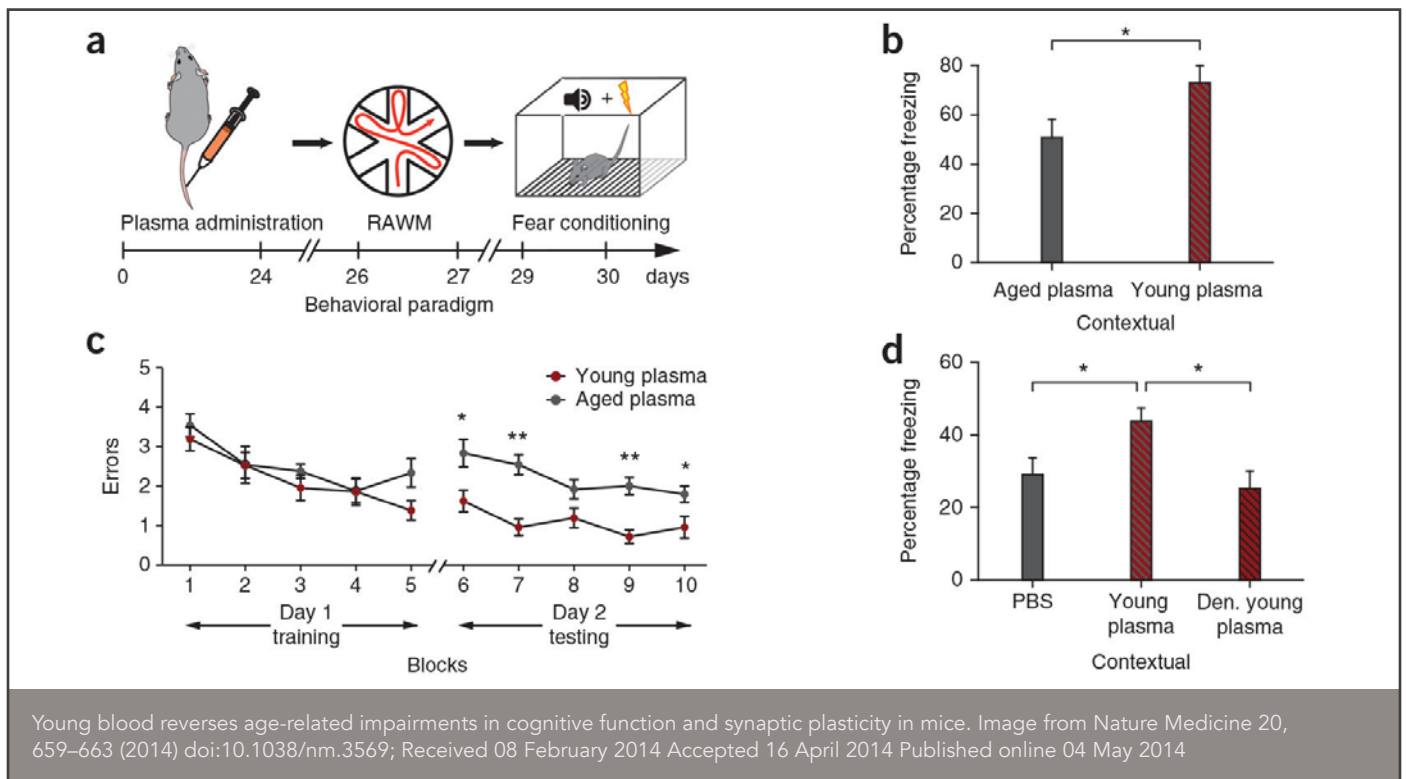 a
Plasma administration
RAWM
Fear conditioning
0
24
26
27
29
30
days
Behavioral paradigm
b
*
Percentage freezing
80
60
40
20
0
Aged plasma
Young plasma
Contextual
c
Errors
5
4
3
2
1
0
Young plasma
Aged plasma
*
**
**
*
1
2
3
4
5
6
7
8
9
10
Day 1
training
Day 2
testing
Blocks
d
*
*
Percentage freezing
60
40
20
0
PBS
Young
plasma
Den. young
plasma
Contextual
Young blood reverses age-related impairments in cognitive function and synaptic plasticity in mice. Image from Nature Medicine 20,
659–663 (2014) doi:10.1038/nm.3569; Received 08 February 2014 Accepted 16 April 2014 Published online 04 May 2014